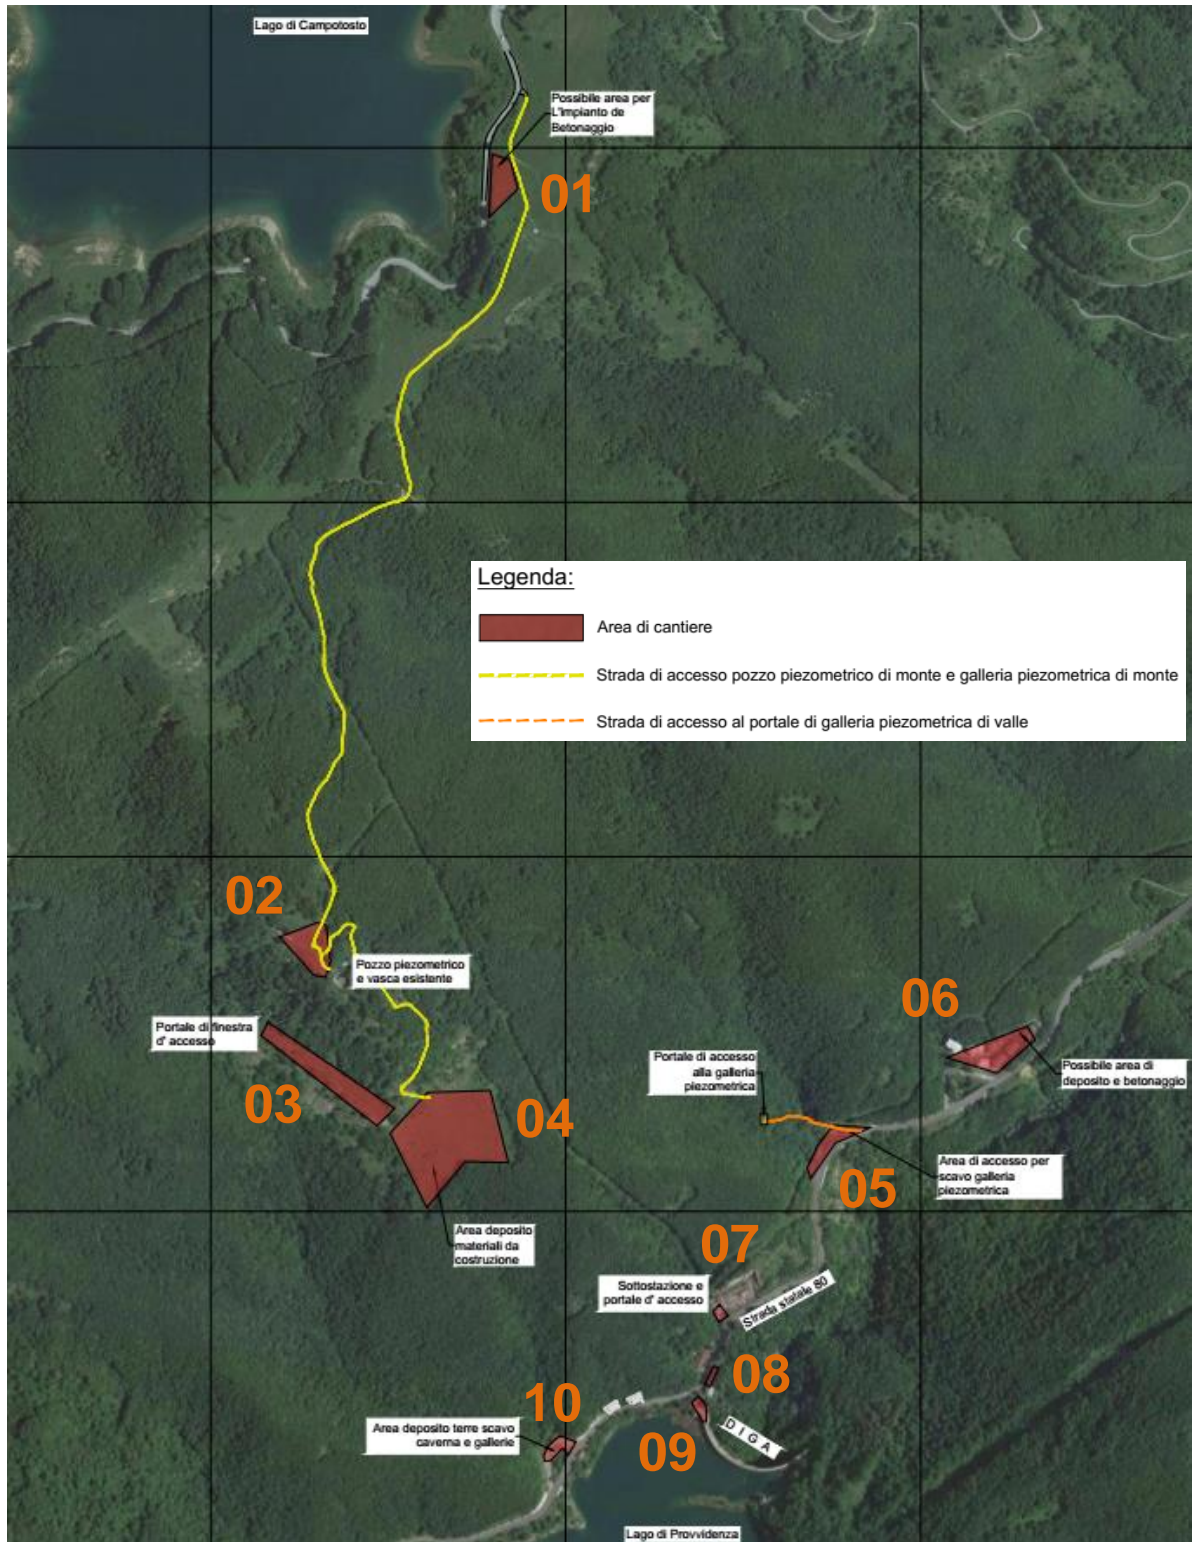 Lago di Campotosto
Possibile area per
L'Impianto de
Betonaggio
01
Legenda:
Area di cantiere
Strada di accesso pozzo piezometrico di monte e galleria piezometrica di monte
Strada di accesso al portale di galleria piezometrica di valle
02
Pozzo piezometrico
e vasca esistente
Portale di finestra
d' accesso
03
04
Area deposito
materiali da
costruzione
06
Possibile area di
deposito e betonaggio
Portale di accesso
alla galleria
piezometrica
05
Area di accesso per
scavo galleria
piezometrica
07
Sottostazione e
portale d' accesso
Strada statale 80
08
09
DIGA
10
Area deposito terre scavo
caverna e gallerie
Lago di Provvidenza